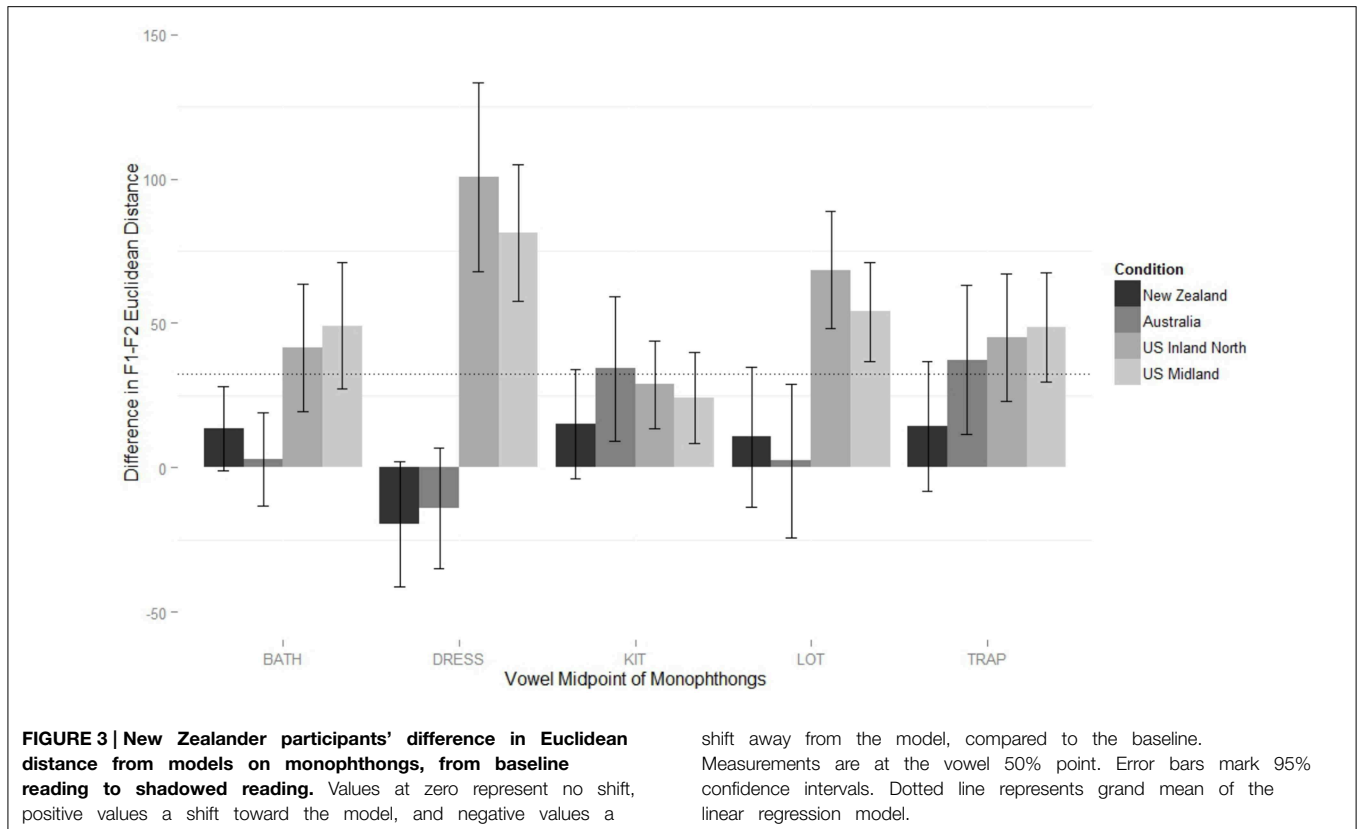 150
100
50
0
-50
Difference in F1-F2 Euclidean Distance
BATH DRESS KIT LOT TRAP
Vowel Midpoint of Monophthongs
Condition
New Zealand
Australia
US Inland North
US Midland
FIGURE 3 | New Zealander participants' difference in Euclidean
distance from models on monophthongs, from baseline
reading to shadowed reading. Values at zero represent no shift,
positive values a shift toward the model, and negative values a
shift away from the model, compared to the baseline.
Measurements are at the vowel 50% point. Error bars mark 95%
confidence intervals. Dotted line represents grand mean of the
linear regression model.